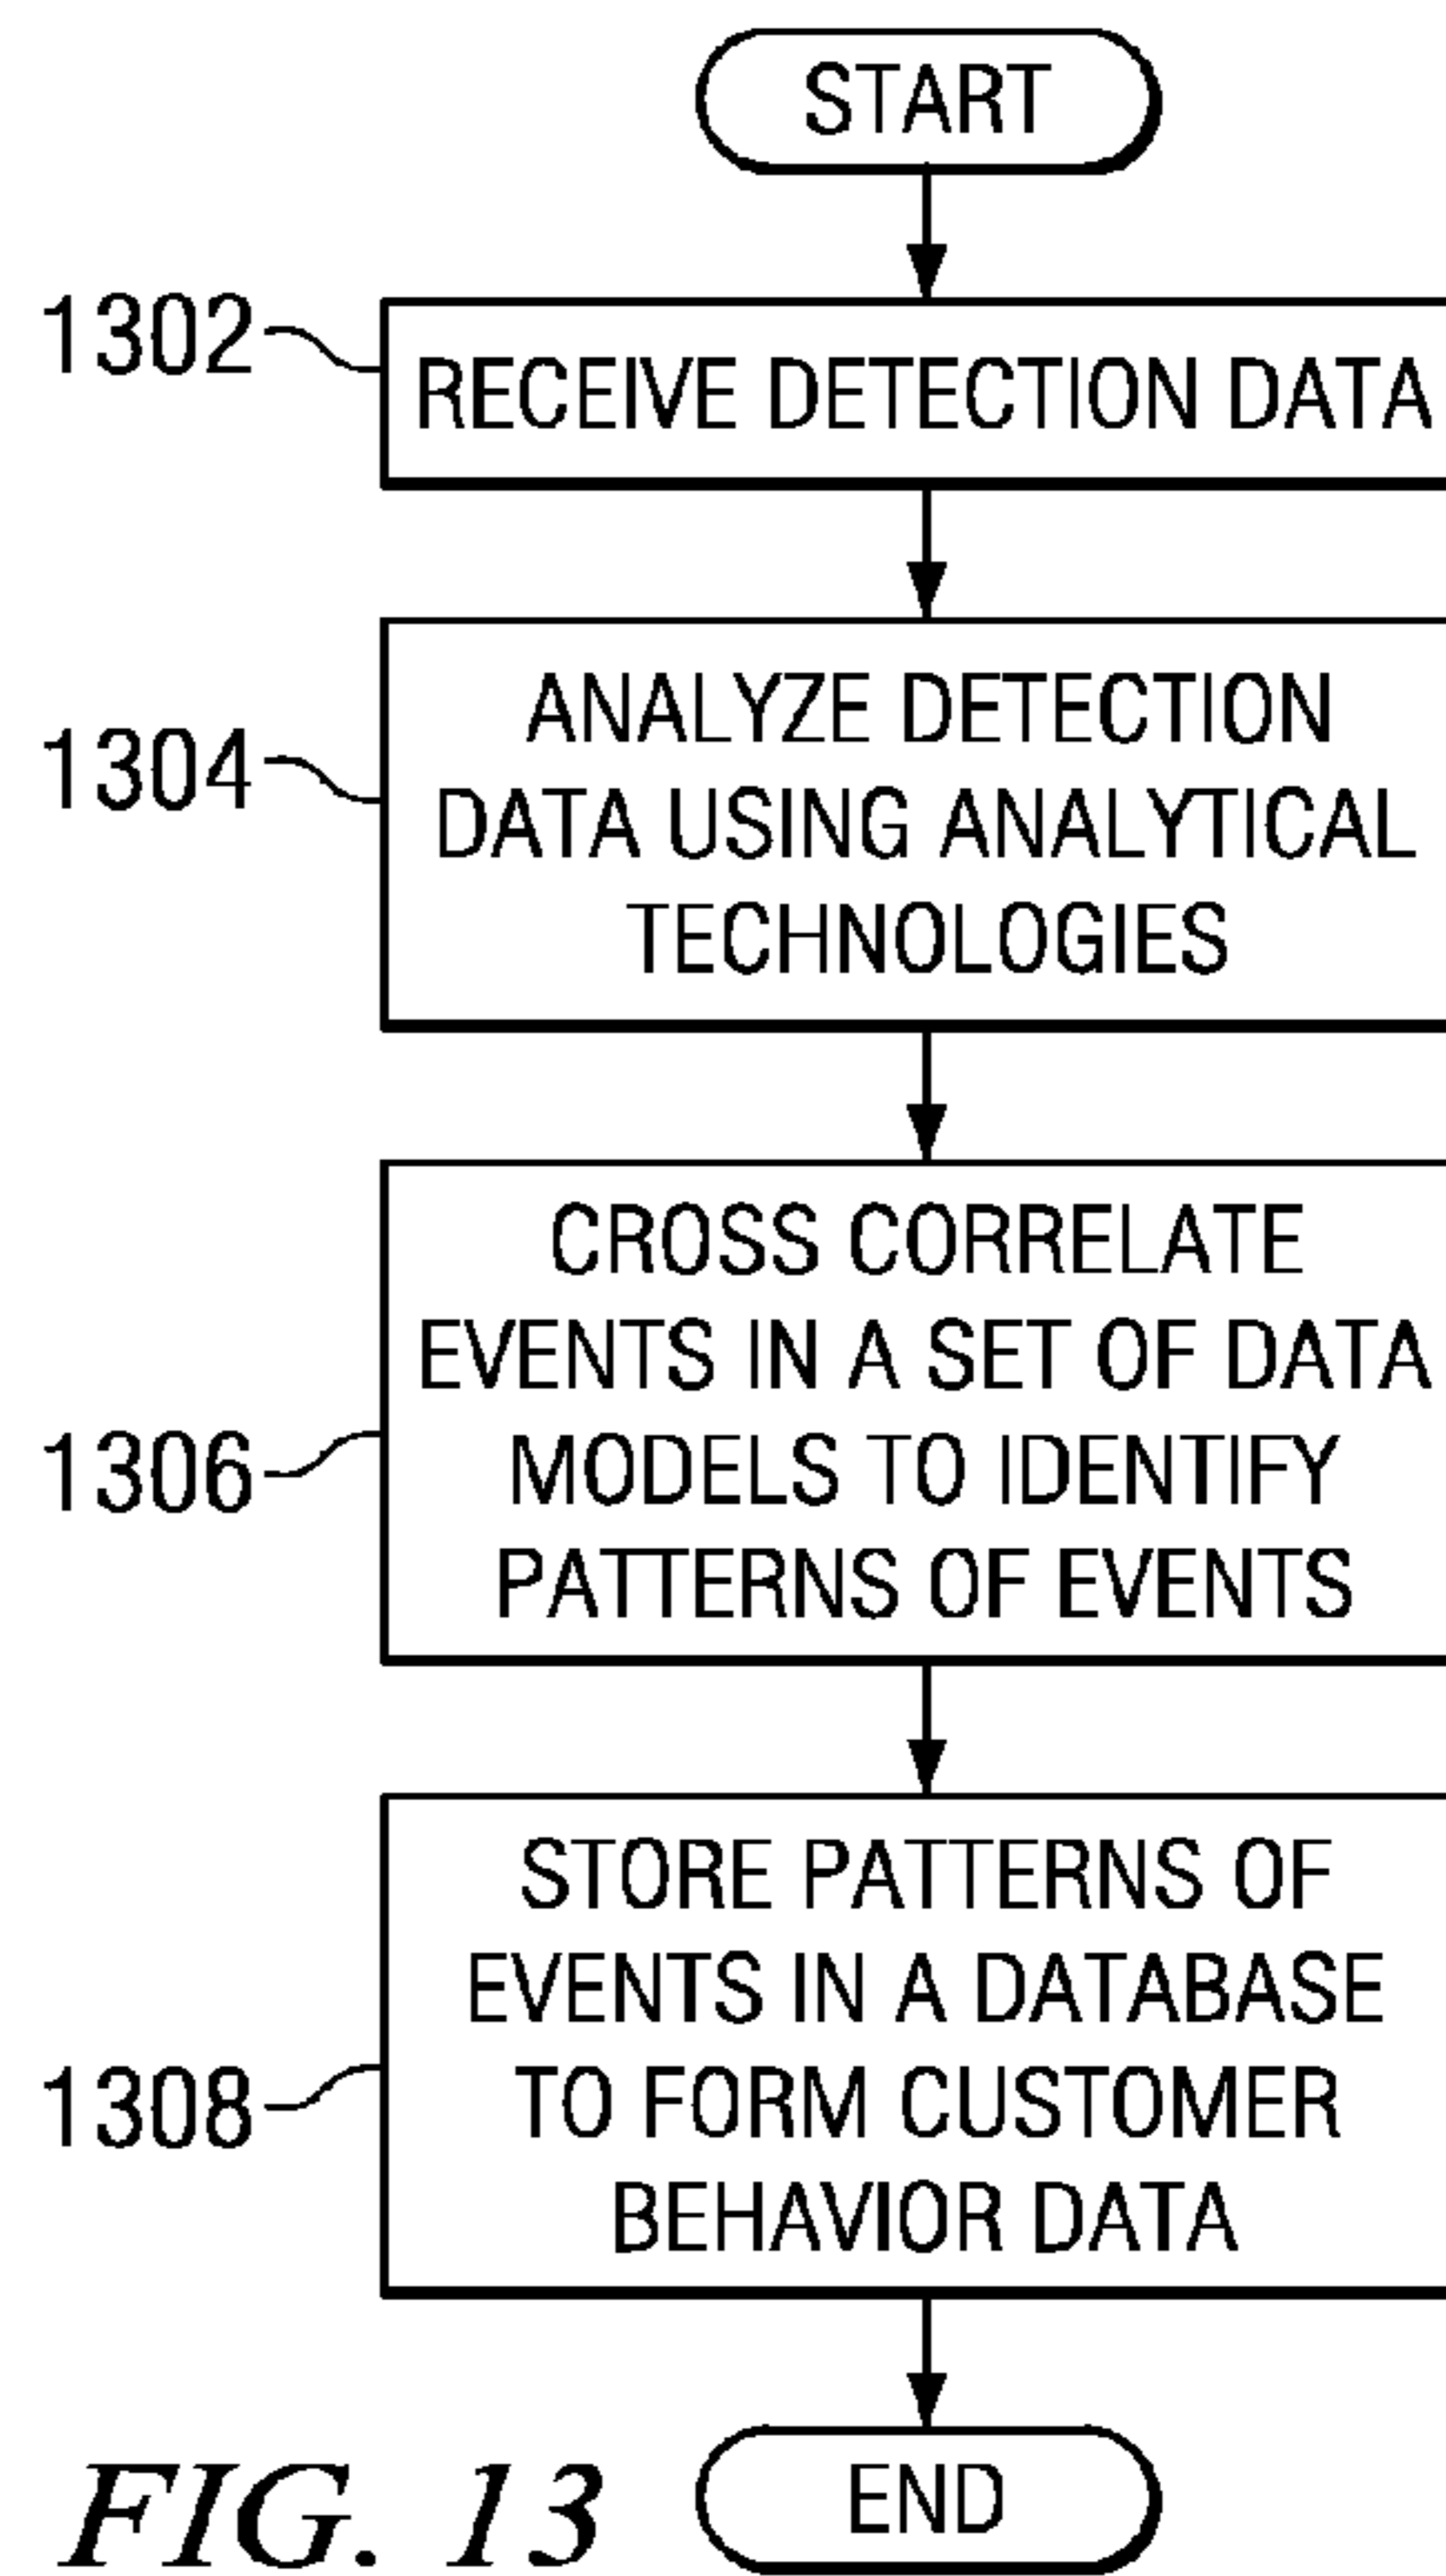 START
1302
RECEIVE DETECTION DATA
1304
ANALYZE DETECTION
DATA USING ANALYTICAL
TECHNOLOGIES
1306
CROSS CORRELATE
EVENTS IN A SET OF DATA
MODELS TO IDENTIFY
PATTERNS OF EVENTS
1308
STORE PATTERNS OF
EVENTS IN A DATABASE
TO FORM CUSTOMER
BEHAVIOR DATA
END
FIG. 13